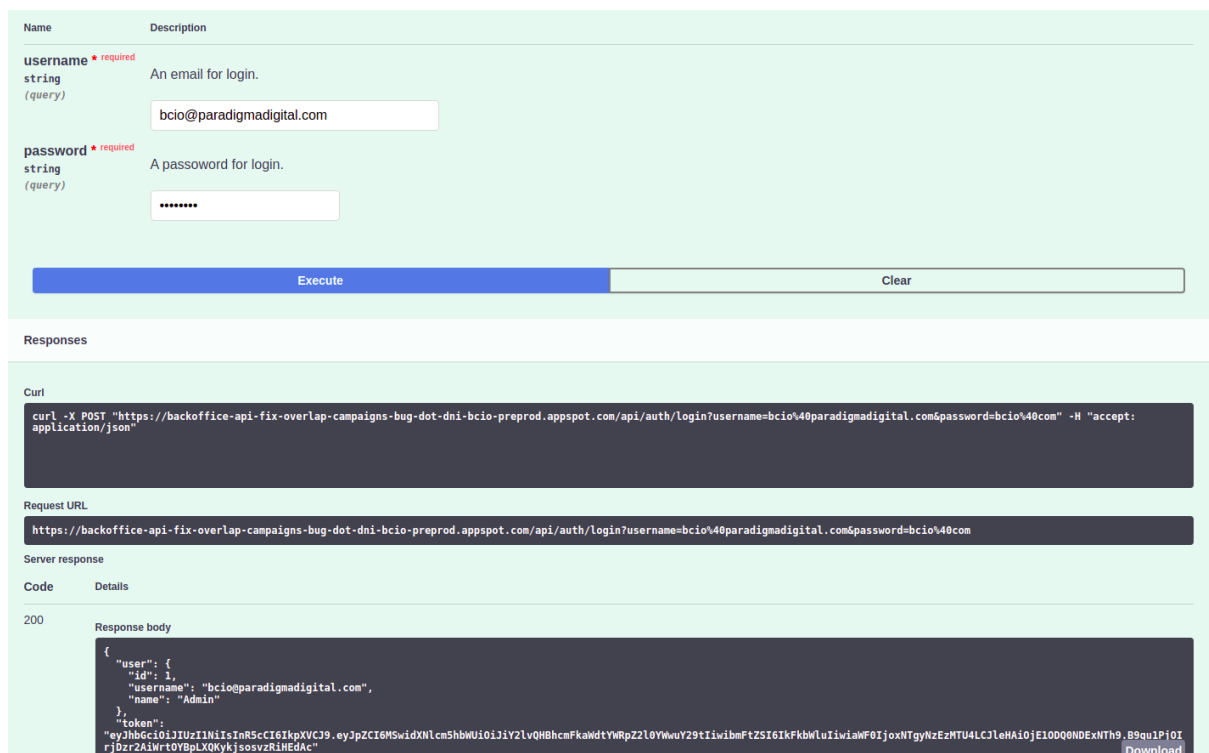 Name Description
username * required
string
(query)
An email for login.
bcio@paradigmadigital.com
password * required
string
(query)
A passoword for login.
••••••••
Execute Clear
Responses
Curl
curl -X POST "https://backoffice-api-fix-overlap-campaigns-bug-dot-dni-bcio-preprod.appspot.com/api/auth/login?username=bcio%40paradigmadigital.com&password=bcio%40com" -H "accept:
application/json"
Request URL
https://backoffice-api-fix-overlap-campaigns-bug-dot-dni-bcio-preprod.appspot.com/api/auth/login?username=bcio%40paradigmadigital.com&password=bcio%40com
Server response
Code Details
200
Response body
{
"user": {
"id": 1,
"username": "bcio@paradigmadigital.com",
"name": "Admin"
},
"token":
Download